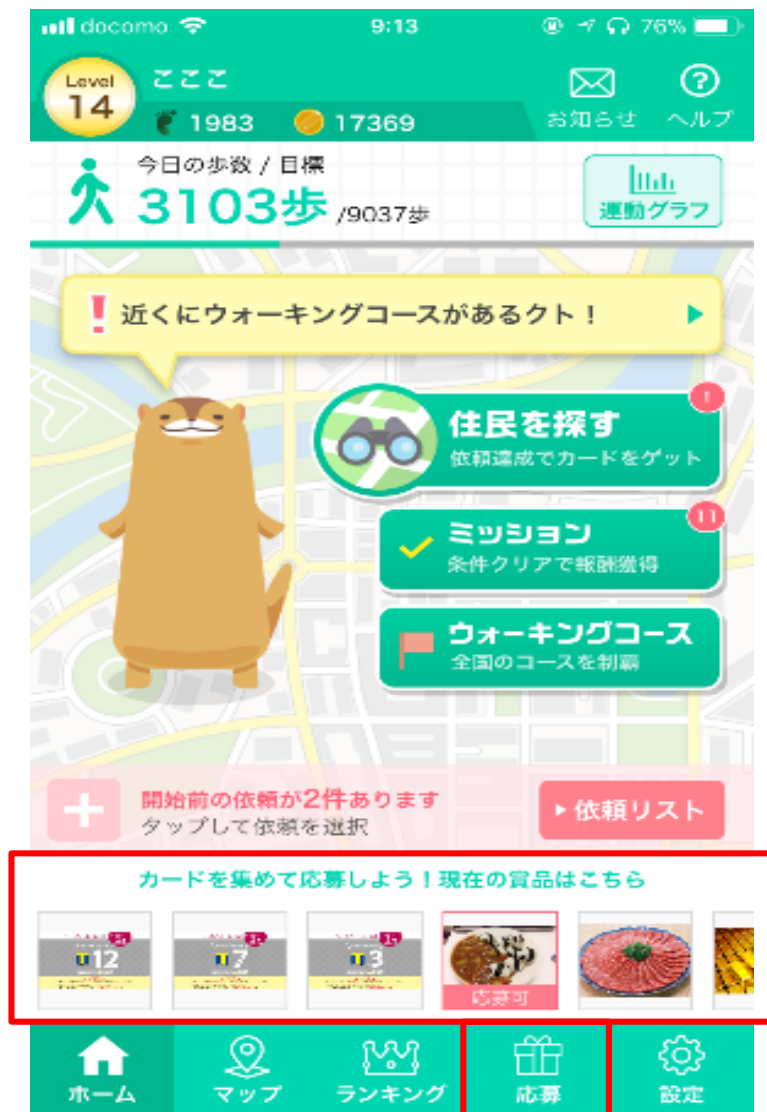 docomo 9:13 76%
Level
14
こここ
1983 17369
お知らせ ヘルプ
今日の歩数 / 目標
3103歩 /9037歩
運動グラフ
! 近くにウォーキングコースがあるクト！
住民を探す
依頼達成でカードをゲット
!
ミッション
条件クリアで報酬獲得
11
ウォーキングコース
全国のコースを制覇
開始前の依頼が2件あります
タップして依頼を選択
依頼リスト
カードを集めて応募しよう！現在の賞品はこちら
12
7
3
応募可
ホーム マップ ランキング 応募 設定